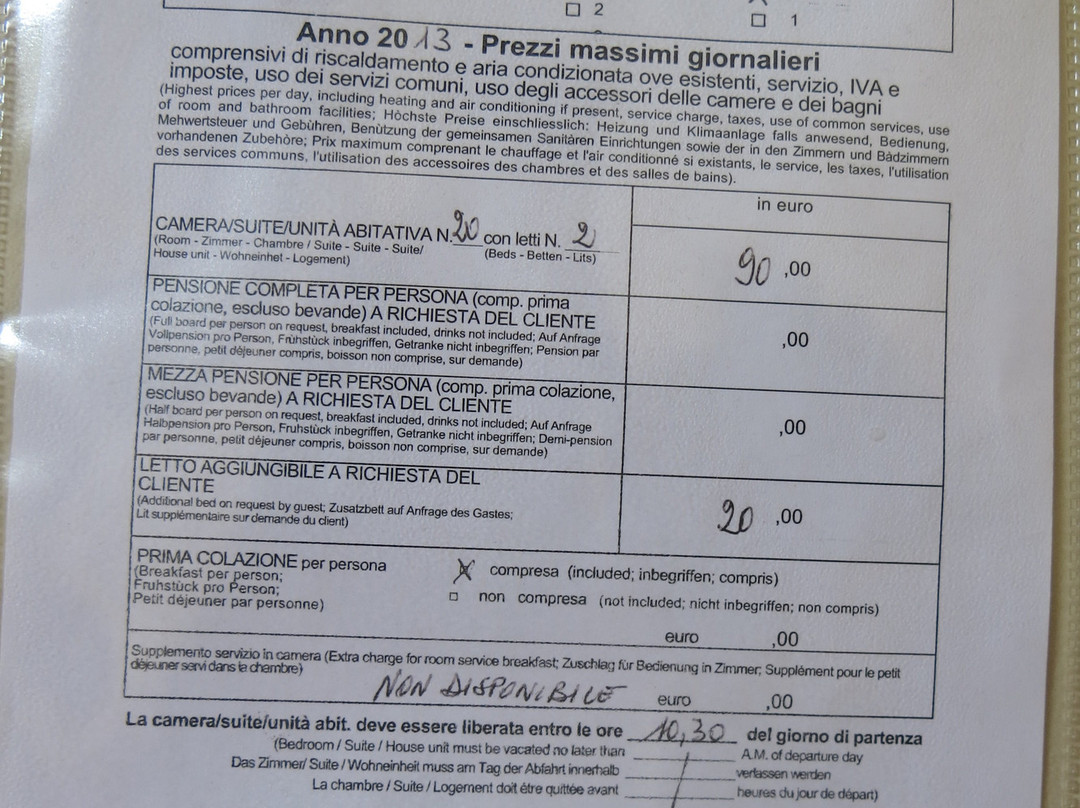 2
1
Anno 2013 - Prezzi massimi giornalieri
comprensivi di riscaldamento e aria condizionata ove esistenti, servizio, IVA e
imposte, uso dei servizi comuni, uso degli accessori delle camere e dei bagni
(Highest prices per day, including heating and air conditioning if present, service charge, taxes, use of common services, use
of room and bathroom facilities; Höchste Preise einschliesslich: Heizung und Klimaanlage falls anwesend, Bedienung,
Mehwertsteuer und Gebühren, Benützung der gemeinsamen Sanitären Einrichtungen sowie der in den Zimmern und Bädzimmern
vorhandenen Zubehöre; Prix maximum comprenant le chauffage et l'air conditionné si existants, le service, les taxes, l'utilisation
des services communs, l'utilisation des accessoires des chambres et des salles de bains).
in euro
CAMERA/SUITE/UNITÀ ABITATIVA N. 20 con letti N. 2
(Room - Zimmer - Chambre / Suite - Suite - Suite/ (Beds - Betten - Lits)
House unit - Wohneinhet - Logement)
90 ,00
PENSIONE COMPLETA PER PERSONA (comp. prima
colazione, escluso bevande) A RICHIESTA DEL CLIENTE
(Full board per person on request, breakfast included, drinks not included; Auf Anfrage
Vollpension pro Person, Frühstück inbegriffen, Getranke nicht inbegriffen; Pension par
personne, petit déjeuner compris, boisson non comprise, sur demande)
,00
MEZZA PENSIONE PER PERSONA (comp. prima colazione,
escluso bevande) A RICHIESTA DEL CLIENTE
(Half board per person on request, breakfast included, drinks not included; Auf Anfrage
Halbpension pro Person, Fruhstück inbegriffen, Getranke nicht inbegriffen; Demi-pension
par personne, petit déjeuner compris, boisson non comprise, sur demande)
,00
LETTO AGGIUNGIBILE A RICHIESTA DEL
CLIENTE
(Additional bed on request by guest; Zusatzbett auf Anfrage des Gastes;
Lit supplémentaire sur demande du client)
20 ,00
PRIMA COLAZIONE per persona
(Breakfast per person;
Fruhstück pro Person;
Petit déjeuner par personne)
X compresa (included; inbegriffen; compris)
non compresa (not included; nicht inbegriffen; non compris)
euro ,00
Supplemento servizio in camera (Extra charge for room service breakfast; Zuschlag für Bedienung in Zimmer; Supplément pour le petit
déjeuner servi dans la chambre)
NON DISPONIBILE euro ,00
La camera/suite/unità abit. deve essere liberata entro le ore 10,30 del giorno di partenza
(Bedroom / Suite / House unit must be vacated no later than A.M. of departure day
Das Zimmer/ Suite / Wohneinheit muss am Tag der Abfahrt innerhalb verlassen werden
La chambre / Suite / Logement doit être quittée avant heures du jour de départ)